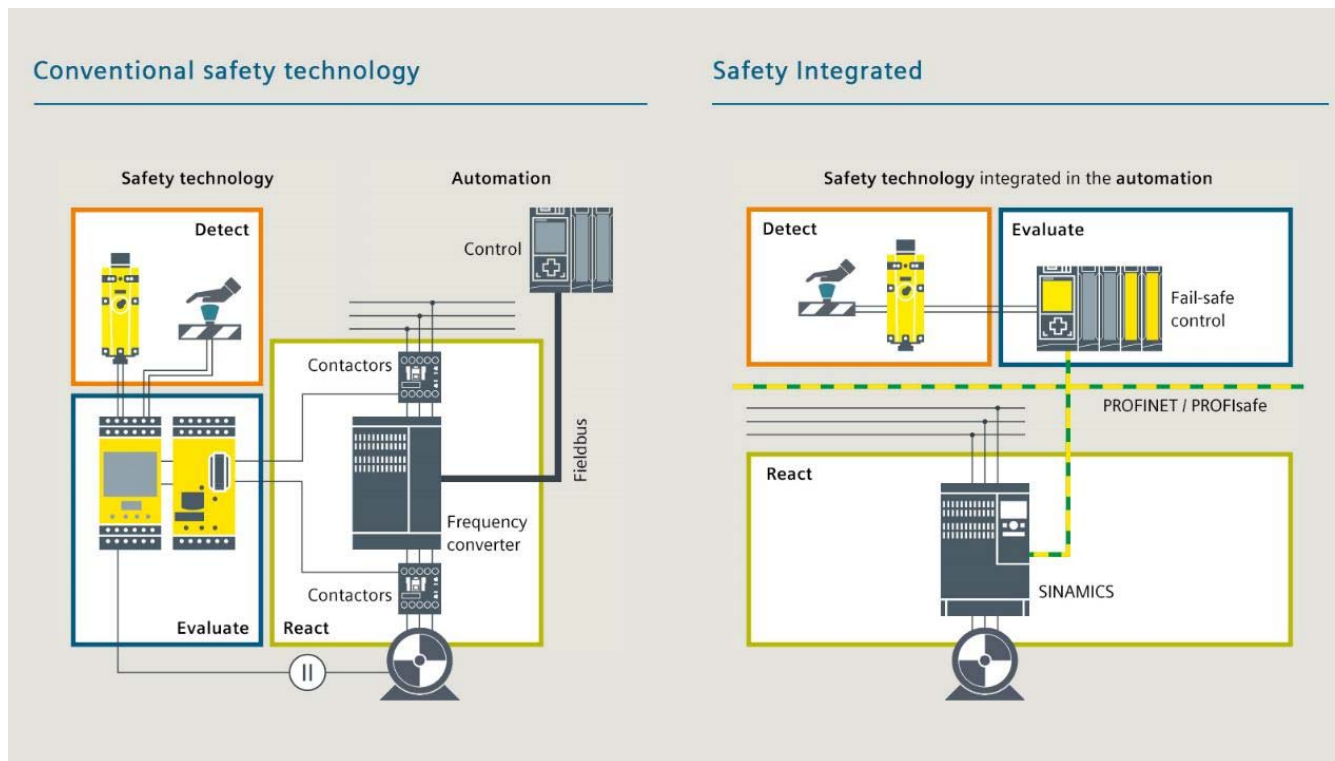 Conventional safety technology
Safety technology
Automation
Detect
Control
Contactors
Fieldbus
Frequency
converter
Contactors
Evaluate
React
Safety Integrated
Safety technology integrated in the automation
Detect
Evaluate
Fail-safe
control
PROFINET / PROFIsafe
React
SINAMICS